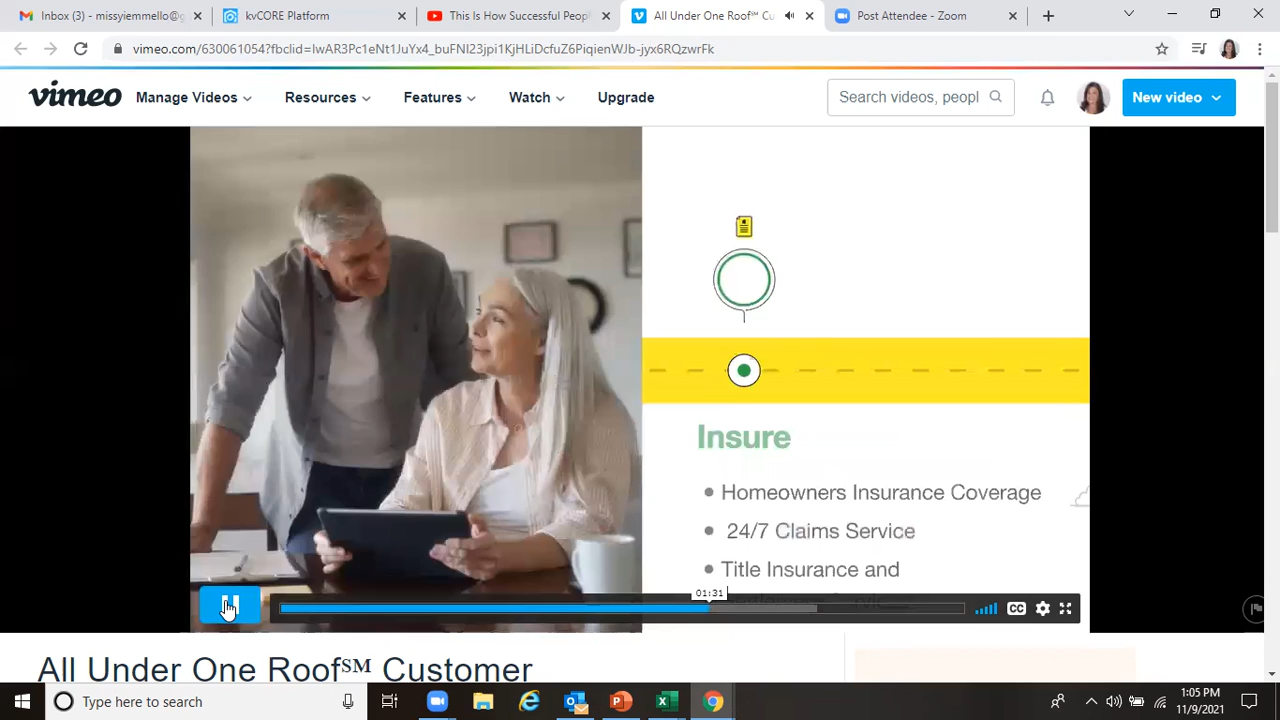 Inbox (3) - missyiemmello@g
kvCORE Platform
This Is How Successful Peopl
All Under One Roof℠ Cu
Post Attendee - Zoom
vimeo.com/630061054?fbclid=IwAR3Pc1eNt1JuYx4_buFNI23jpi1KjHLiDcfuZ6PiqienWJb-jyx6RQzwrFk
vimeo
Manage Videos
Resources
Features
Watch
Upgrade
Search videos, peopl
New video
Insure
• Homeowners Insurance Coverage
• 24/7 Claims Service
• Title Insurance and
01:31
CC
All Under One Roof℠ Customer
Type here to search
1:05 PM
11/9/2021